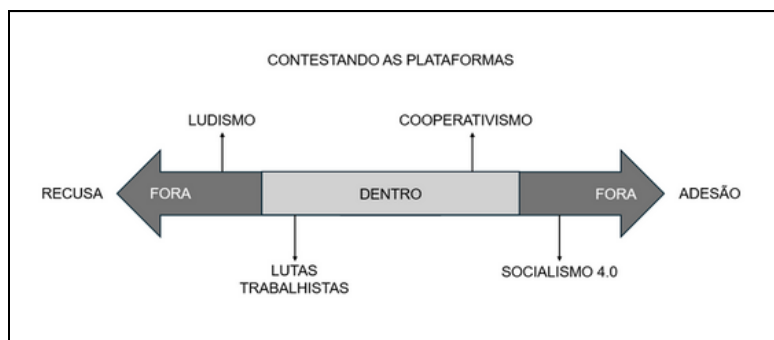 CONTESTANDO AS PLATAFORMAS
LUDISMO
COOPERATIVISMO
RECUSA
FORA
DENTRO
FORA
ADESÃO
LUTAS
TRABALHISTAS
SOCIALISMO 4.0